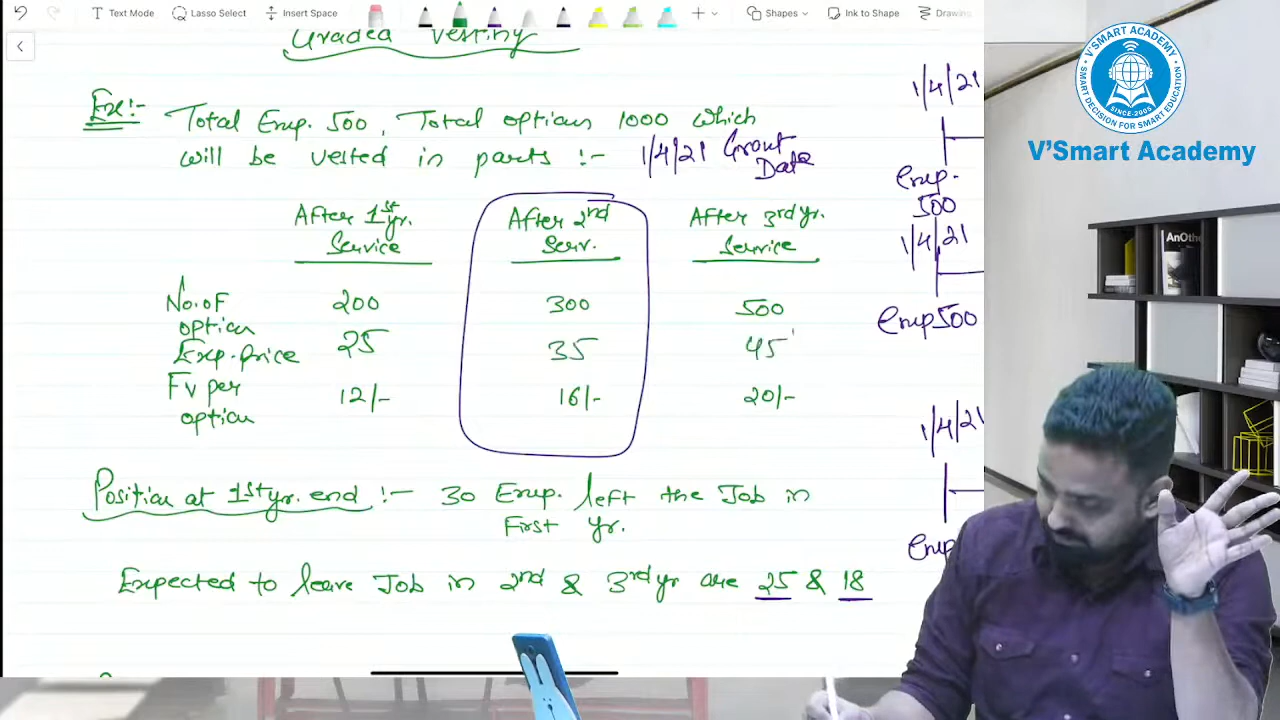 Text Mode
Lasso Select
Insert Space
Shapes
Ink to Shape
Drawing
Graded Vesting
Ex:- Total Emp. 500, Total options 1000 which
will be vested in parts :- 1/4/21 Grant
Date
After 1st yr. Service
After 2nd Serv.
After 3rd yr. Service
No. of option 200 300 500
Exp. price 25 35 45
Fv per option 12/- 16/- 20/-
Position at 1st yr. end :- 30 Emp. left the Job in
First yr.
Expected to leave Job in 2nd & 3rd yr are 25 & 18
1/4/21
Emp.
500
1/4/21
Emp 500
1/4/21
Emp
V'SMART ACADEMY
SINCE-2005
SMART DECISION FOR SMART EDUCATION
V'Smart Academy
AnOthe